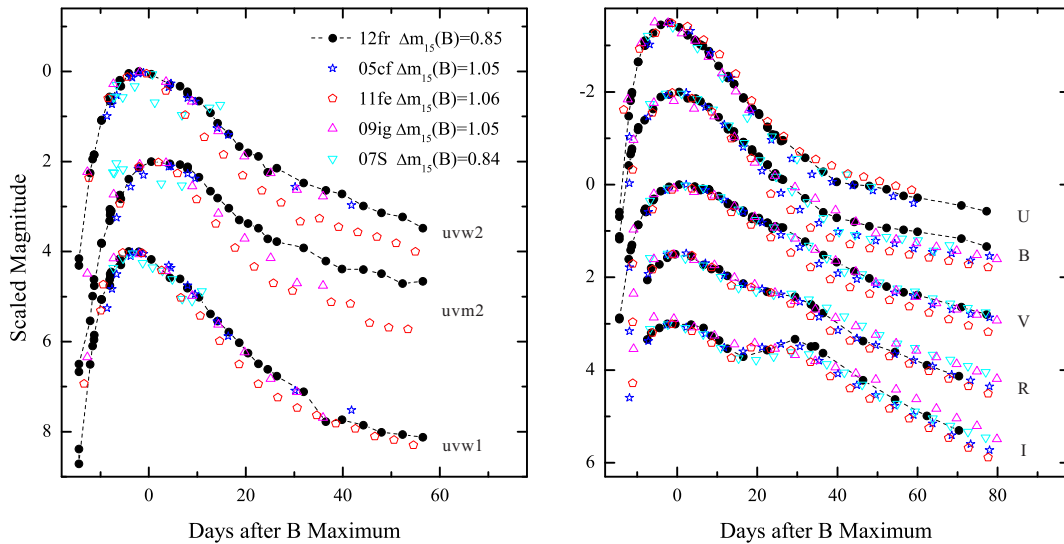 12fr Δm15(B)=0.85
05cf Δm15(B)=1.05
11fe Δm15(B)=1.06
09ig Δm15(B)=1.05
07S Δm15(B)=0.84
0
2
4
6
8
Scaled Magnitude
uvw2
uvm2
uvw1
0
20
40
60
Days after B Maximum
-2
0
2
4
6
U
B
V
R
I
0
20
40
60
80
Days after B Maximum